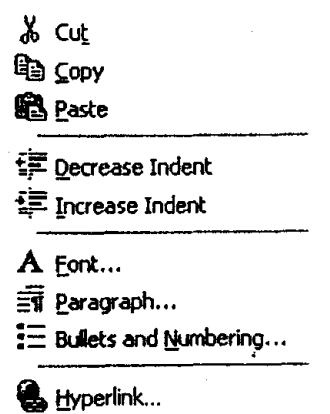 Cut
Copy
Paste
Decrease Indent
Increase Indent
Font...
Paragraph...
Bullets and Numbering...
Hyperlink...